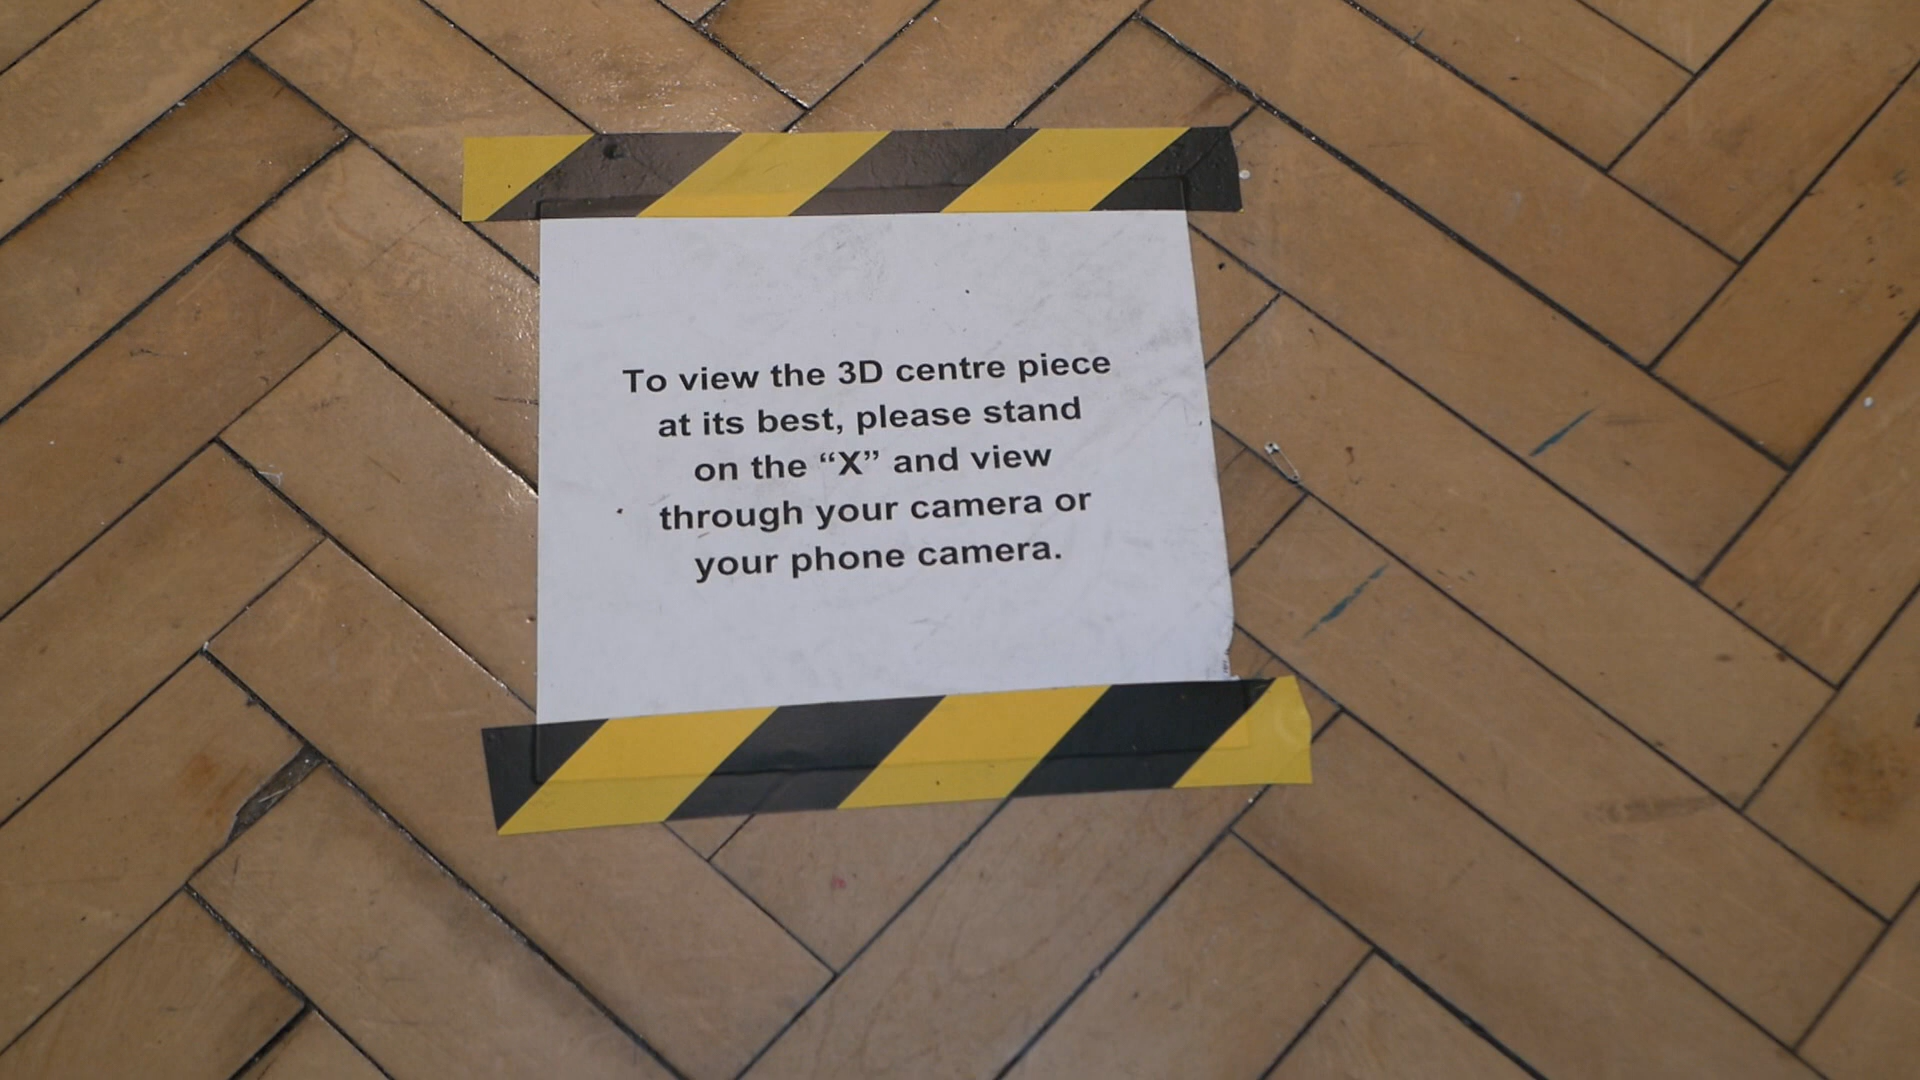 To view the 3D centre piece
at its best, please stand
on the “X” and view
through your camera or
your phone camera.